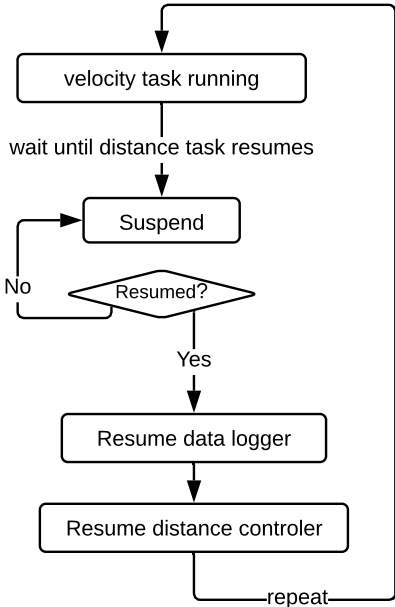 velocity task running
wait until distance task resumes
Suspend
No
Resumed?
Yes
Resume data logger
Resume distance controler
repeat